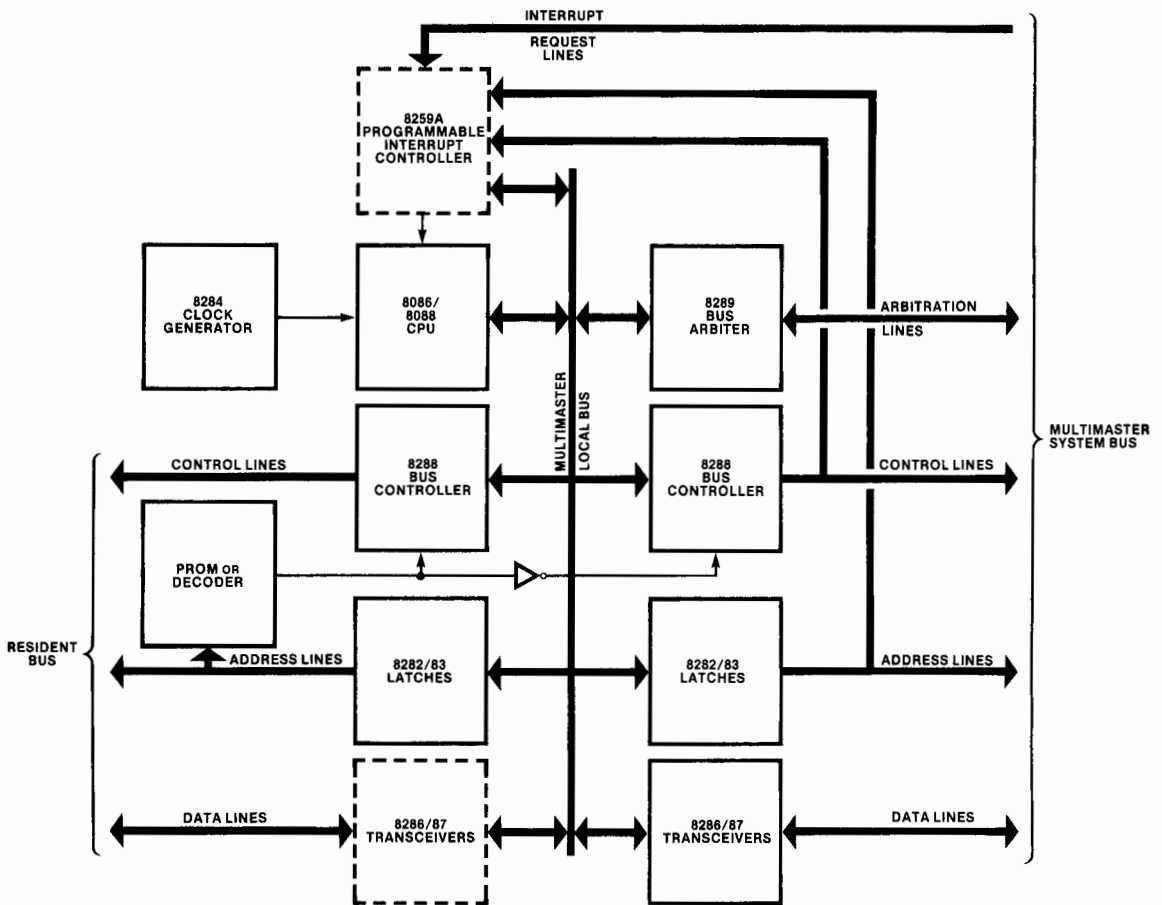 INTERRUPT
REQUEST
LINES
8259A
PROGRAMMABLE
INTERRUPT
CONTROLLER
8284
CLOCK
GENERATOR
8086/
8088
CPU
8289
BUS
ARBITER
ARBITRATION
LINES
MULTIMASTER
LOCAL BUS
MULTIMASTER
SYSTEM BUS
CONTROL LINES
8288
BUS
CONTROLLER
8288
BUS
CONTROLLER
CONTROL LINES
PROM OR
DECODER
RESIDENT
BUS
ADDRESS LINES
8282/83
LATCHES
8282/83
LATCHES
ADDRESS LINES
DATA LINES
8286/87
TRANSCEIVERS
8286/87
TRANSCEIVERS
DATA LINES